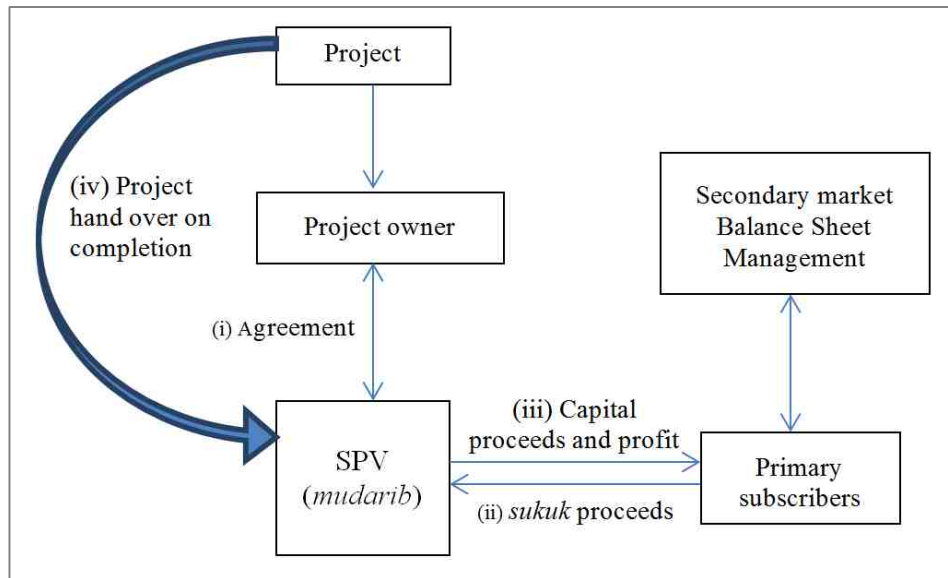 Project
(iv) Project
hand over on
completion
Project owner
Secondary market
Balance Sheet
Management
(i) Agreement
SPV
(mudarib)
(iii) Capital
proceeds and profit
(ii) sukuk proceeds
Primary
subscribers